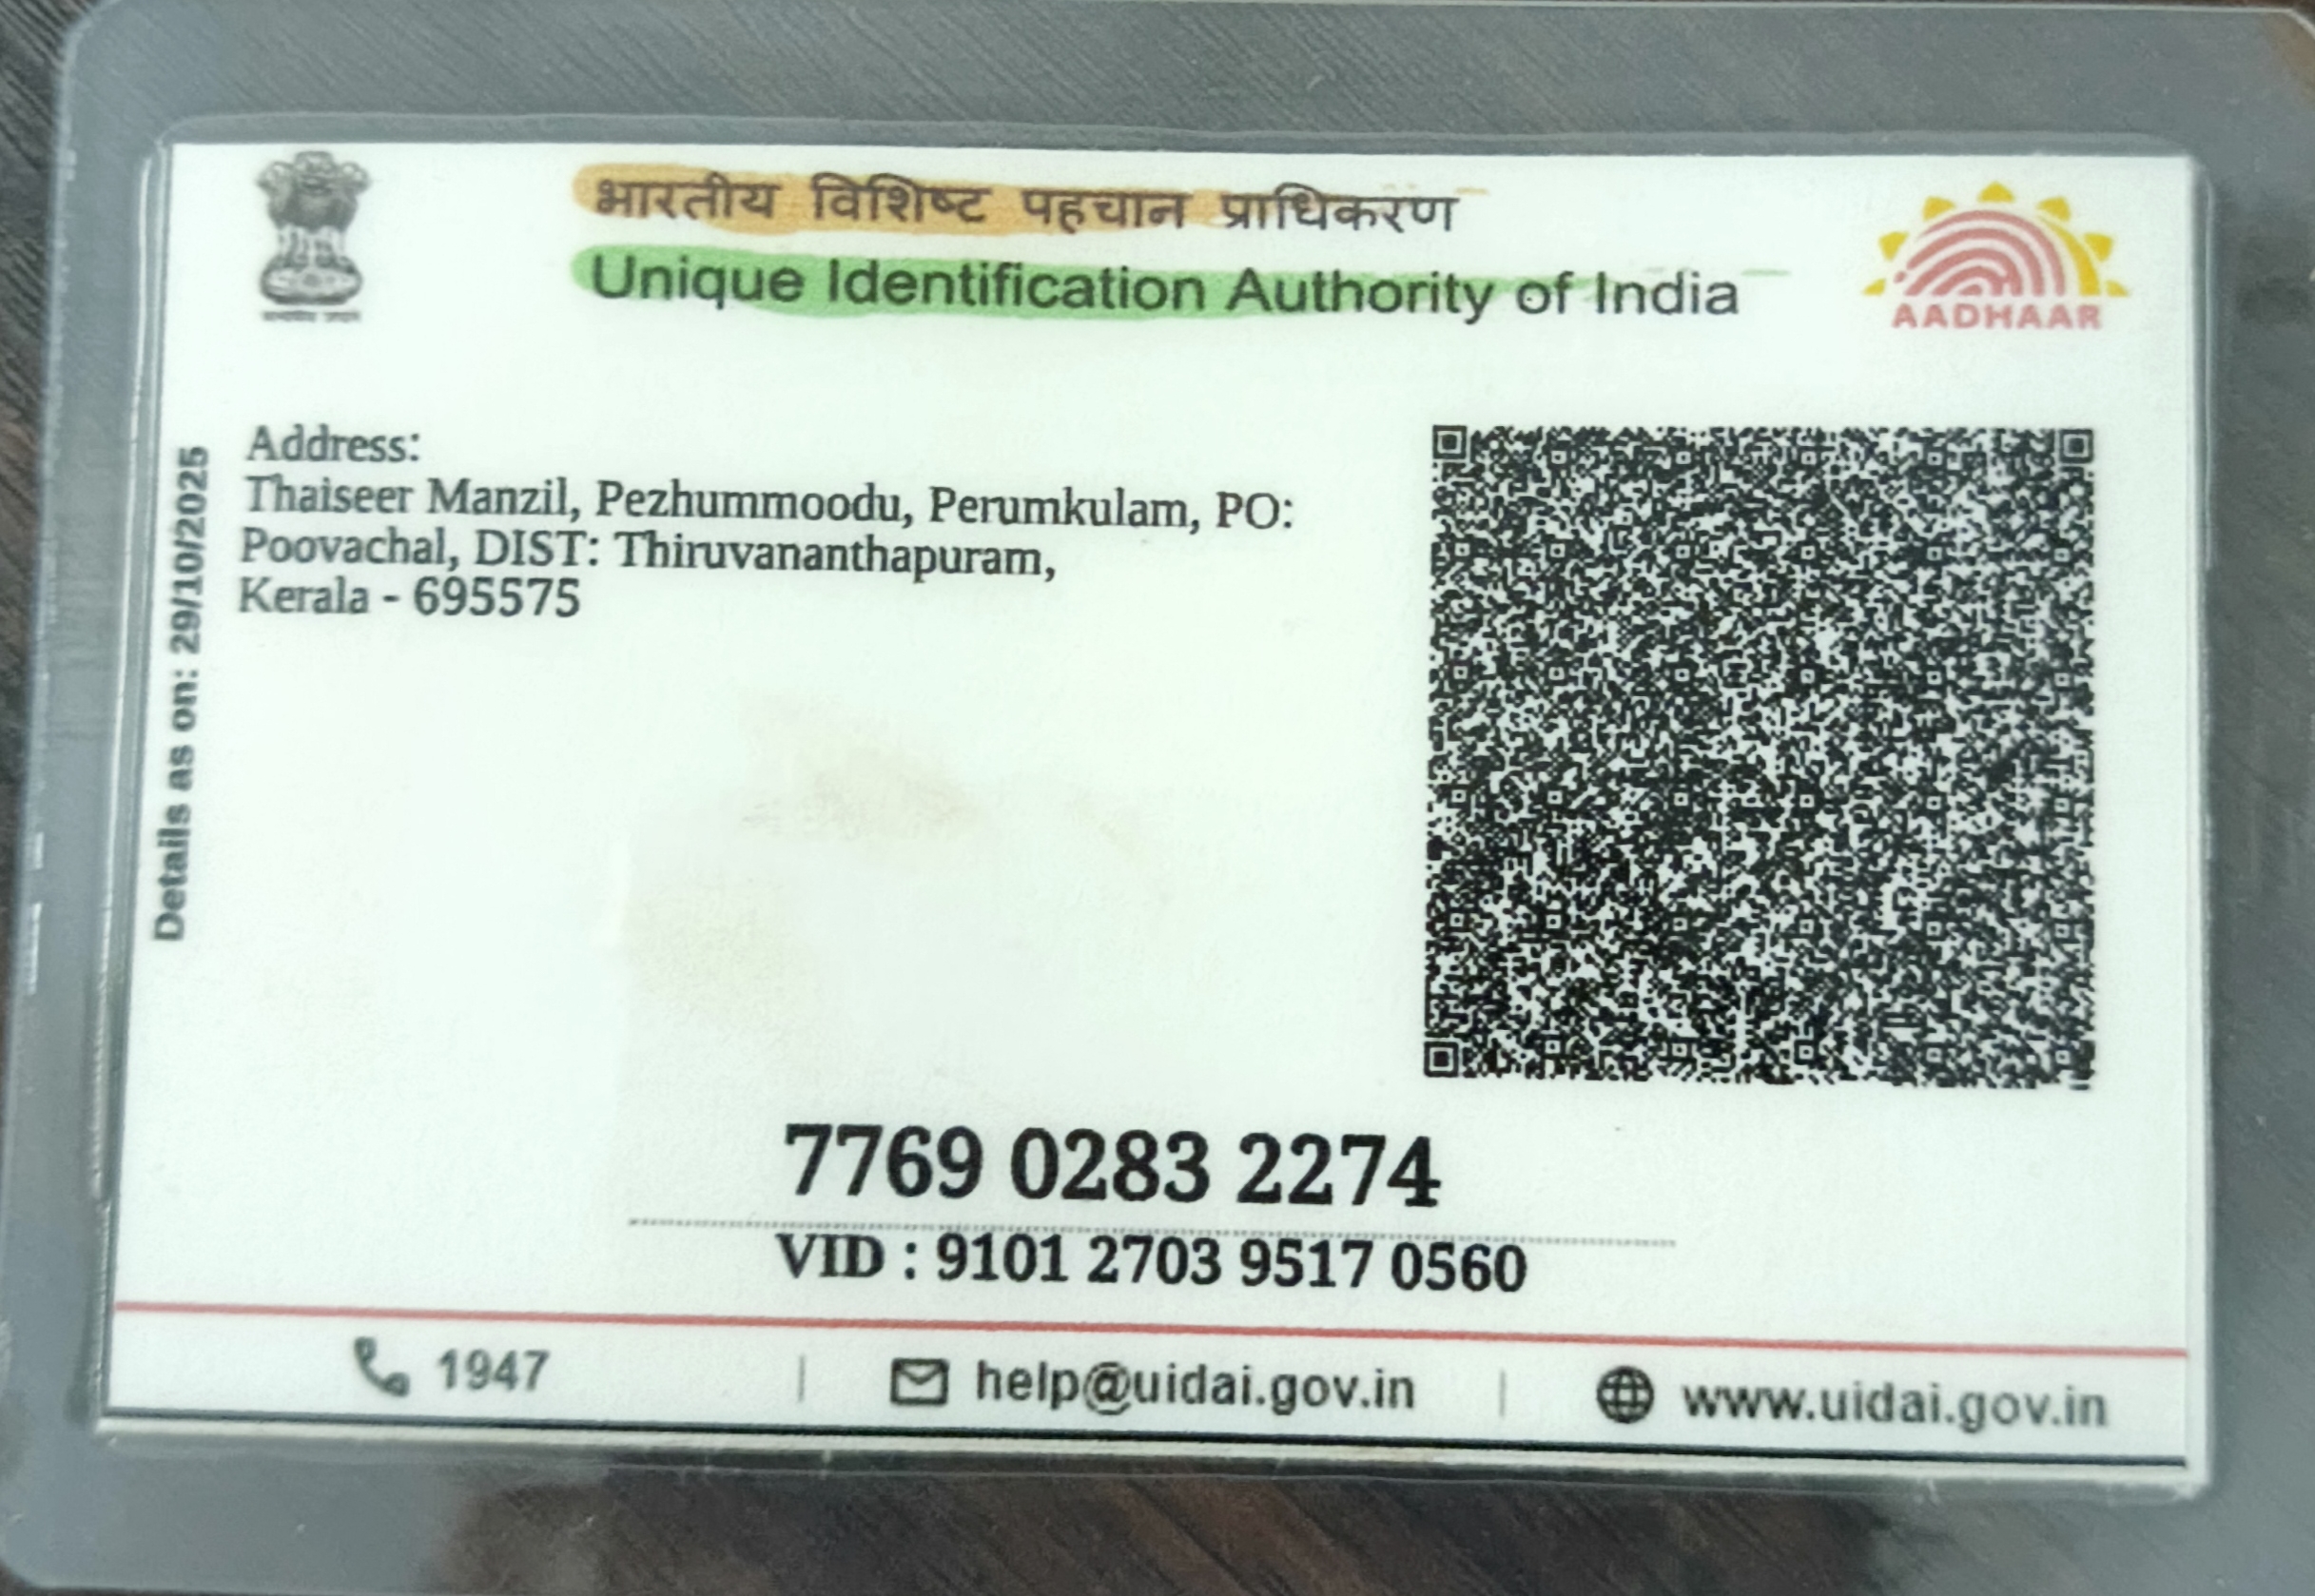 भारतीय विशिष्ट पहचान प्राधिकरण
Unique Identification Authority of India
AADHAAR
Details as on: 29/10/2025
Address:
Thaiseer Manzil, Pezhummoodu, Perumkulam, PO:
Poovachal, DIST: Thiruvananthapuram,
Kerala - 695575
7769 0283 2274
VID : 9101 2703 9517 0560
1947 | help@uidai.gov.in | www.uidai.gov.in